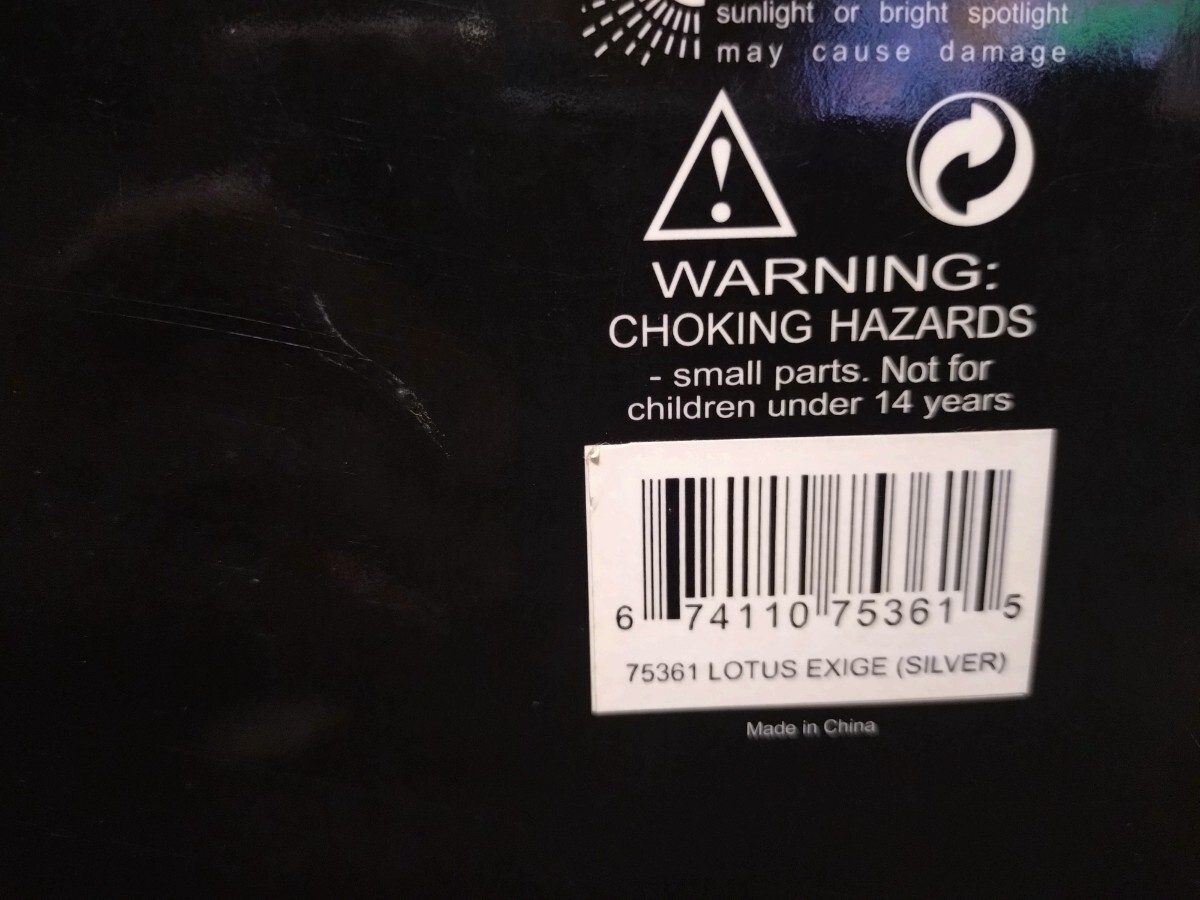 sunlight or bright spotlight
may cause damage
WARNING:
CHOKING HAZARDS
- small parts. Not for
children under 14 years
6 74110 75361 5
75361 LOTUS EXIGE (SILVER)
Made in China